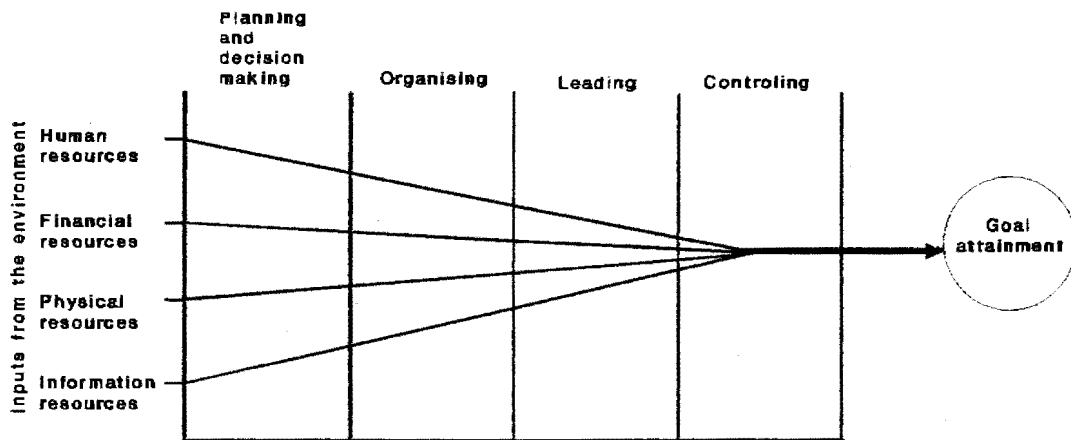 Planning
and
decision
making
Organising
Leading
Controling
Inputs from the environment
Human
resources
Financial
resources
Physical
resources
Information
resources
Goal
attainment